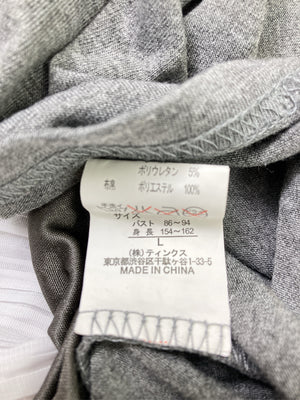 ポリウレタン 5%
布帛 ポリエステル 100%
サイズ
バスト 86～94
身長 154～162
L
(株)ティンクス
東京都渋谷区千駄ヶ谷1-33-5
MADE IN CHINA